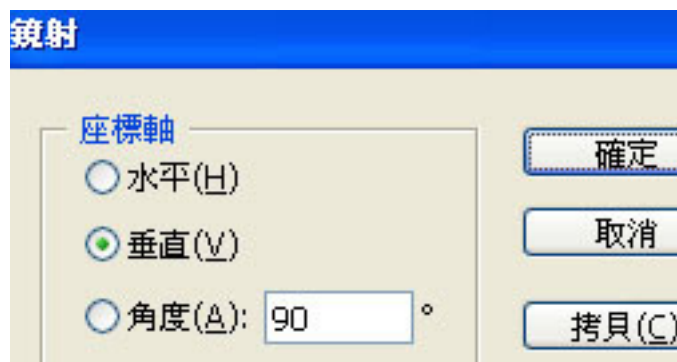 鏡射
座標軸
水平(H)
垂直(V)
角度(A): 90 °
確定
取消
拷貝(C)